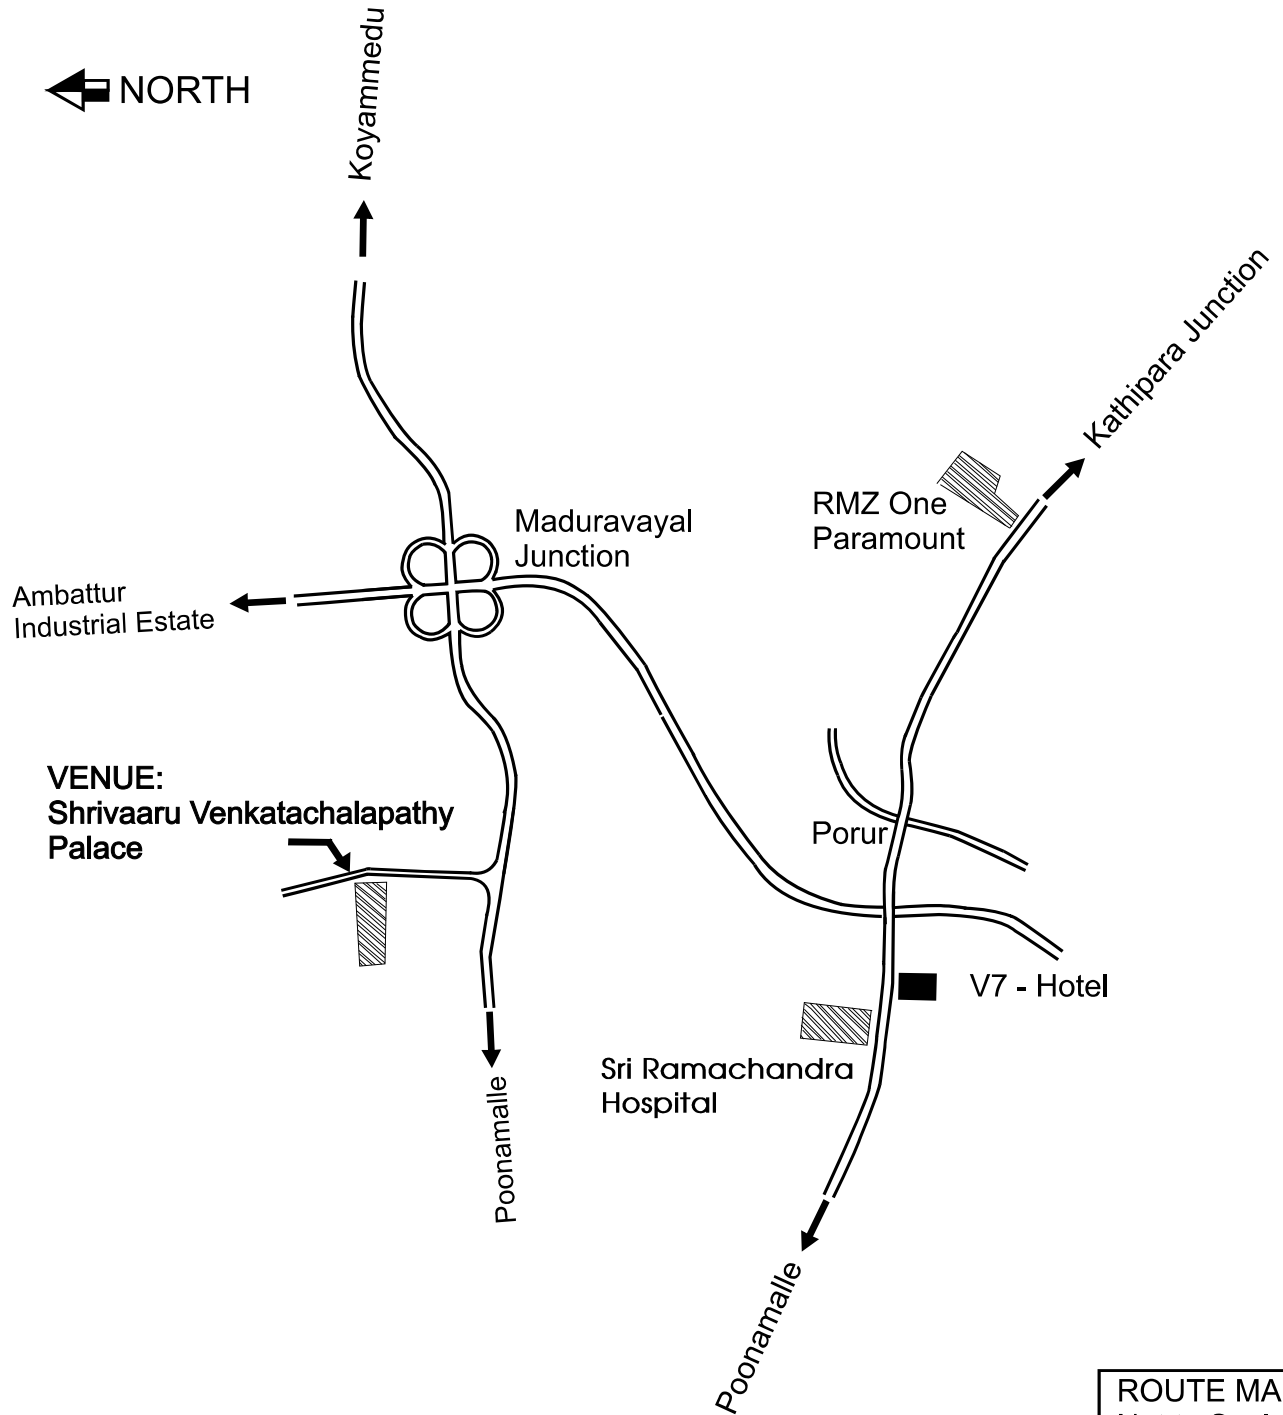 NORTH
Koyammedu
Kathipara Junction
RMZ One
Paramount
Maduravayal
Junction
Ambattur
Industrial Estate
VENUE:
Shrivaaru Venkatachalapathy
Palace
Porur
V7 - Hotel
Sri Ramachandra
Hospital
Poonamalle
Poonamalle
ROUTE MA